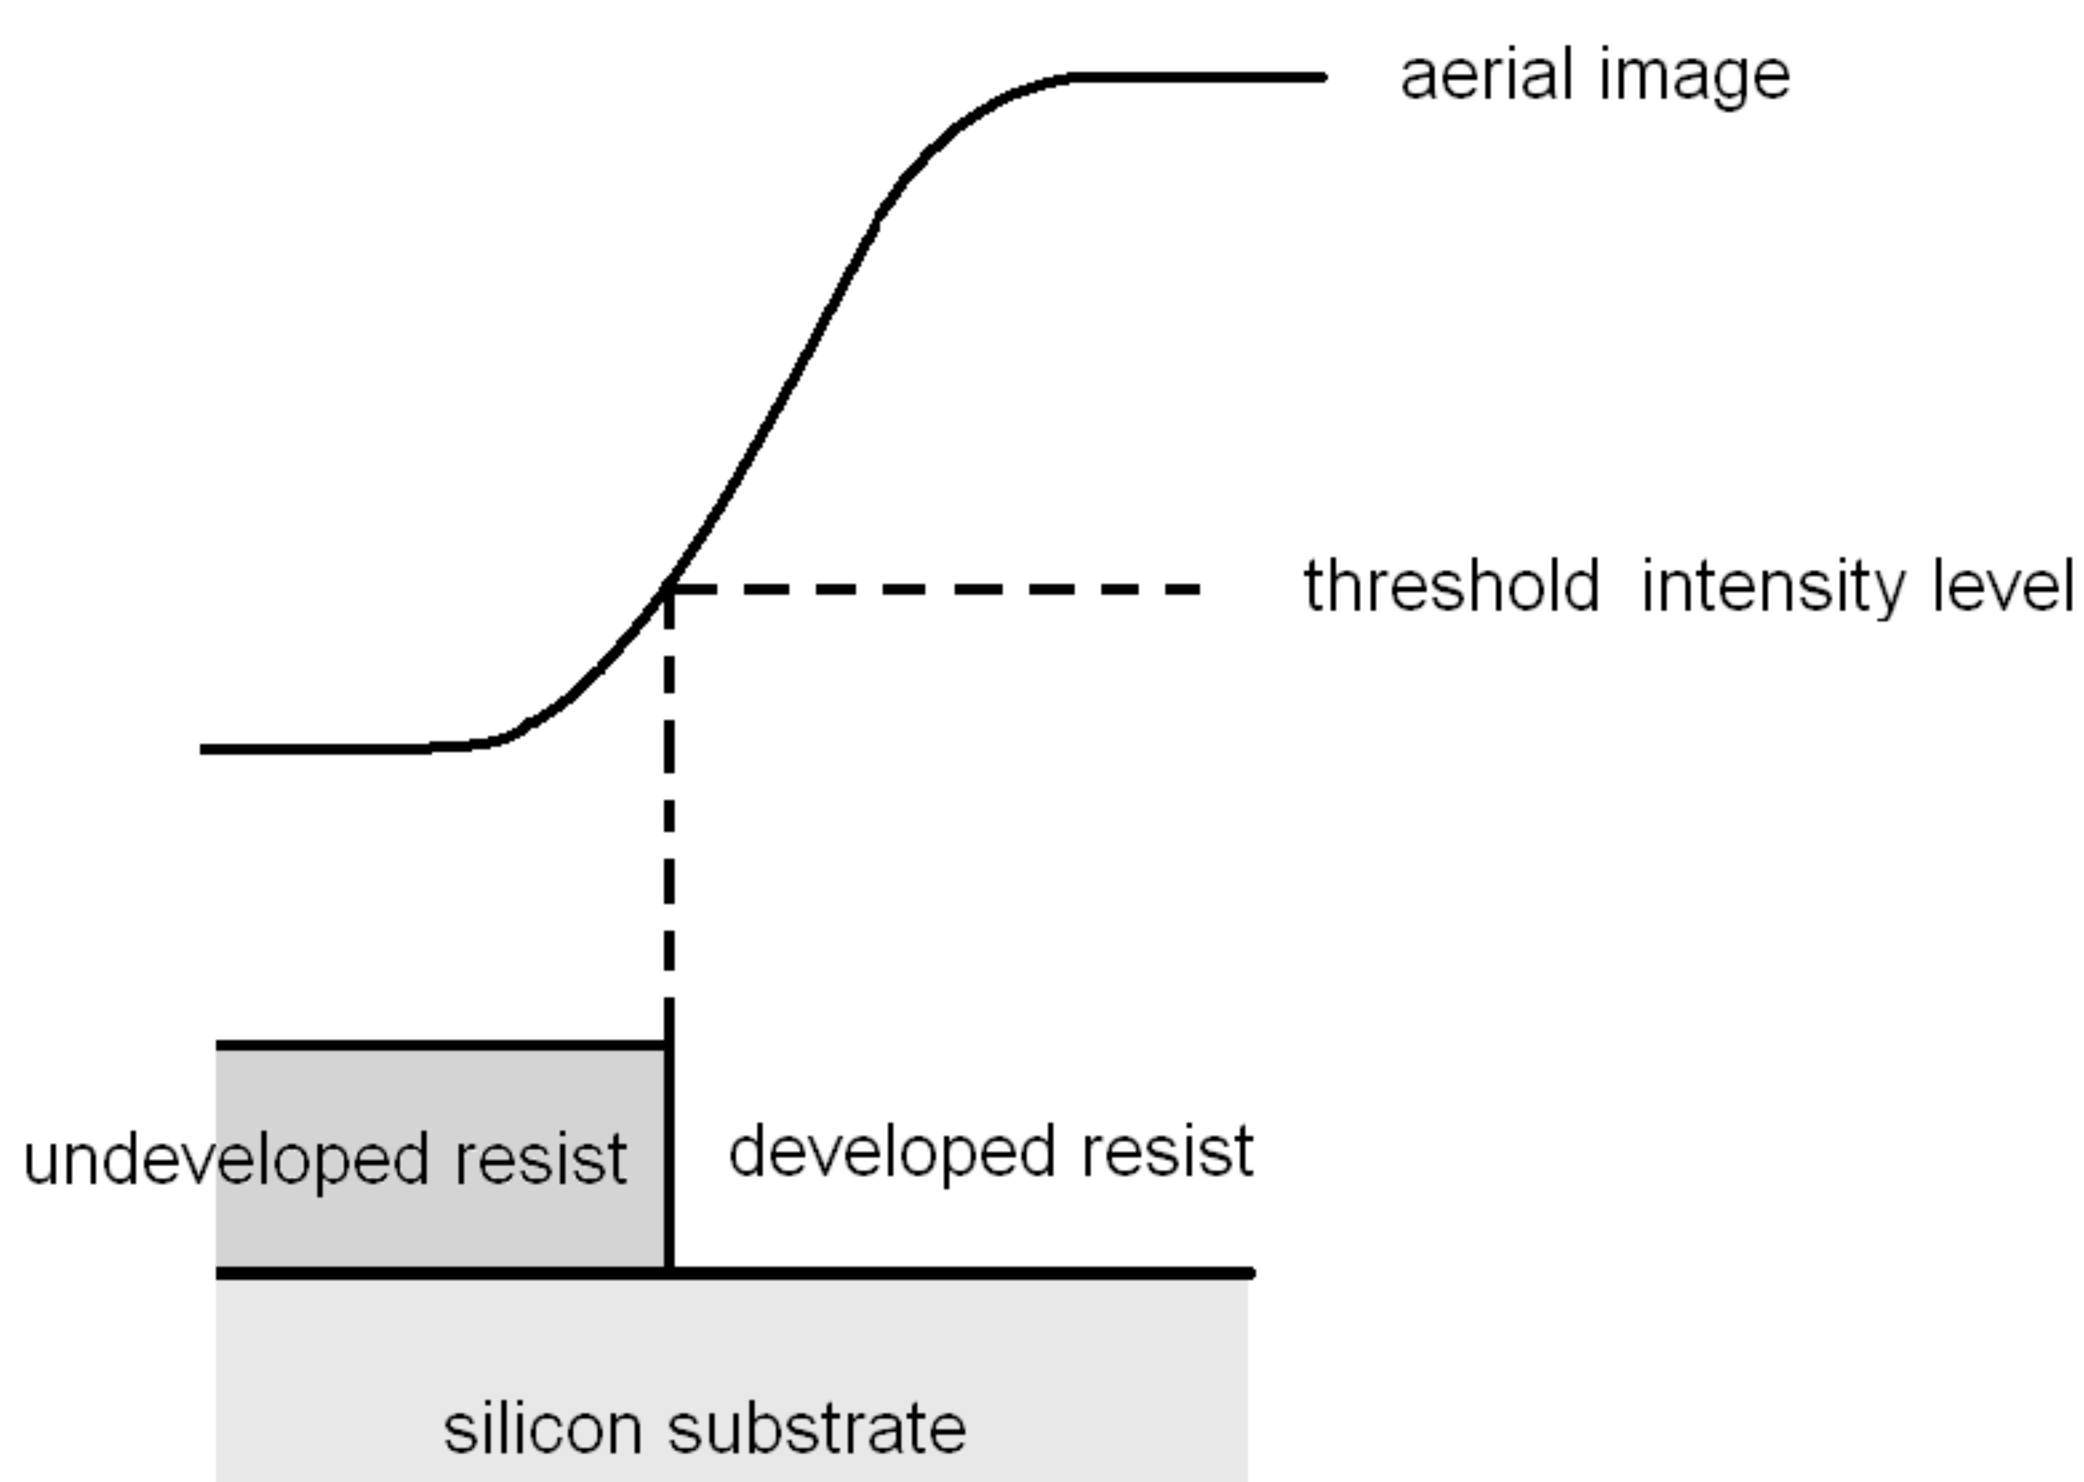 aerial image
threshold intensity level
undeveloped resist
developed resist
silicon substrate